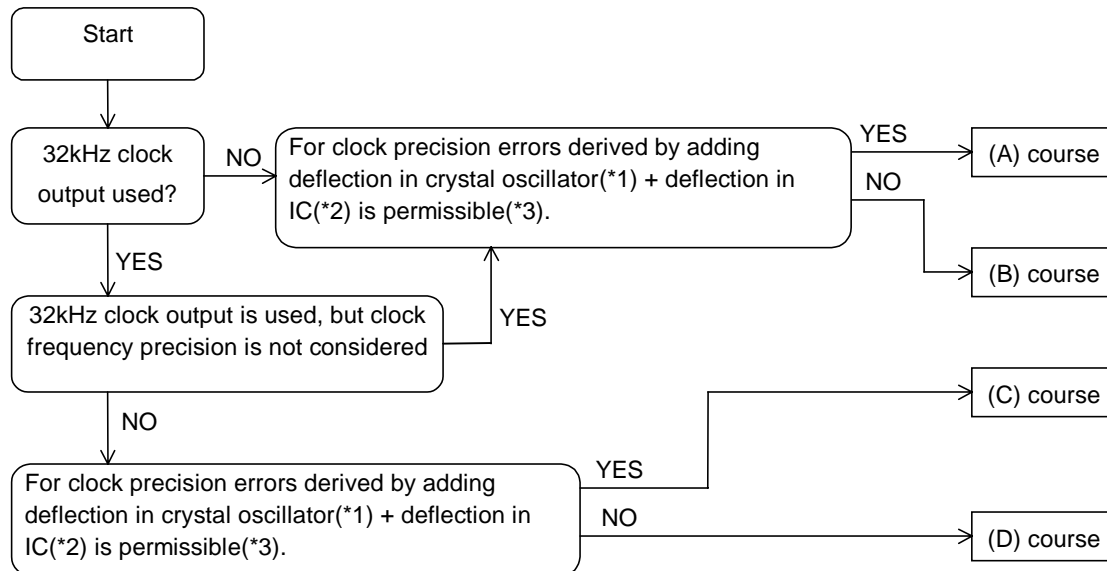 Start
32kHz clock
output used?
NO
For clock precision errors derived by adding
deflection in crystal oscillator(*1) + deflection in
IC(*2) is permissible(*3).
YES
(A) course
NO
(B) course
YES
32kHz clock output is used, but clock
frequency precision is not considered
YES
NO
(C) course
For clock precision errors derived by adding
deflection in crystal oscillator(*1) + deflection in
IC(*2) is permissible(*3).
YES
NO
(D) course